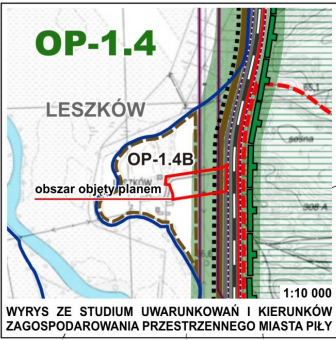 OP-1.4
LESZKÓW
OP-1.4B
obszar objęty planem
1:10 000
WYRYS ZE STUDIUM UWARUNKOWAŃ I KIERUNKÓW
ZAGOSPODAROWANIA PRZESTRZENNEGO MIASTA PIŁY